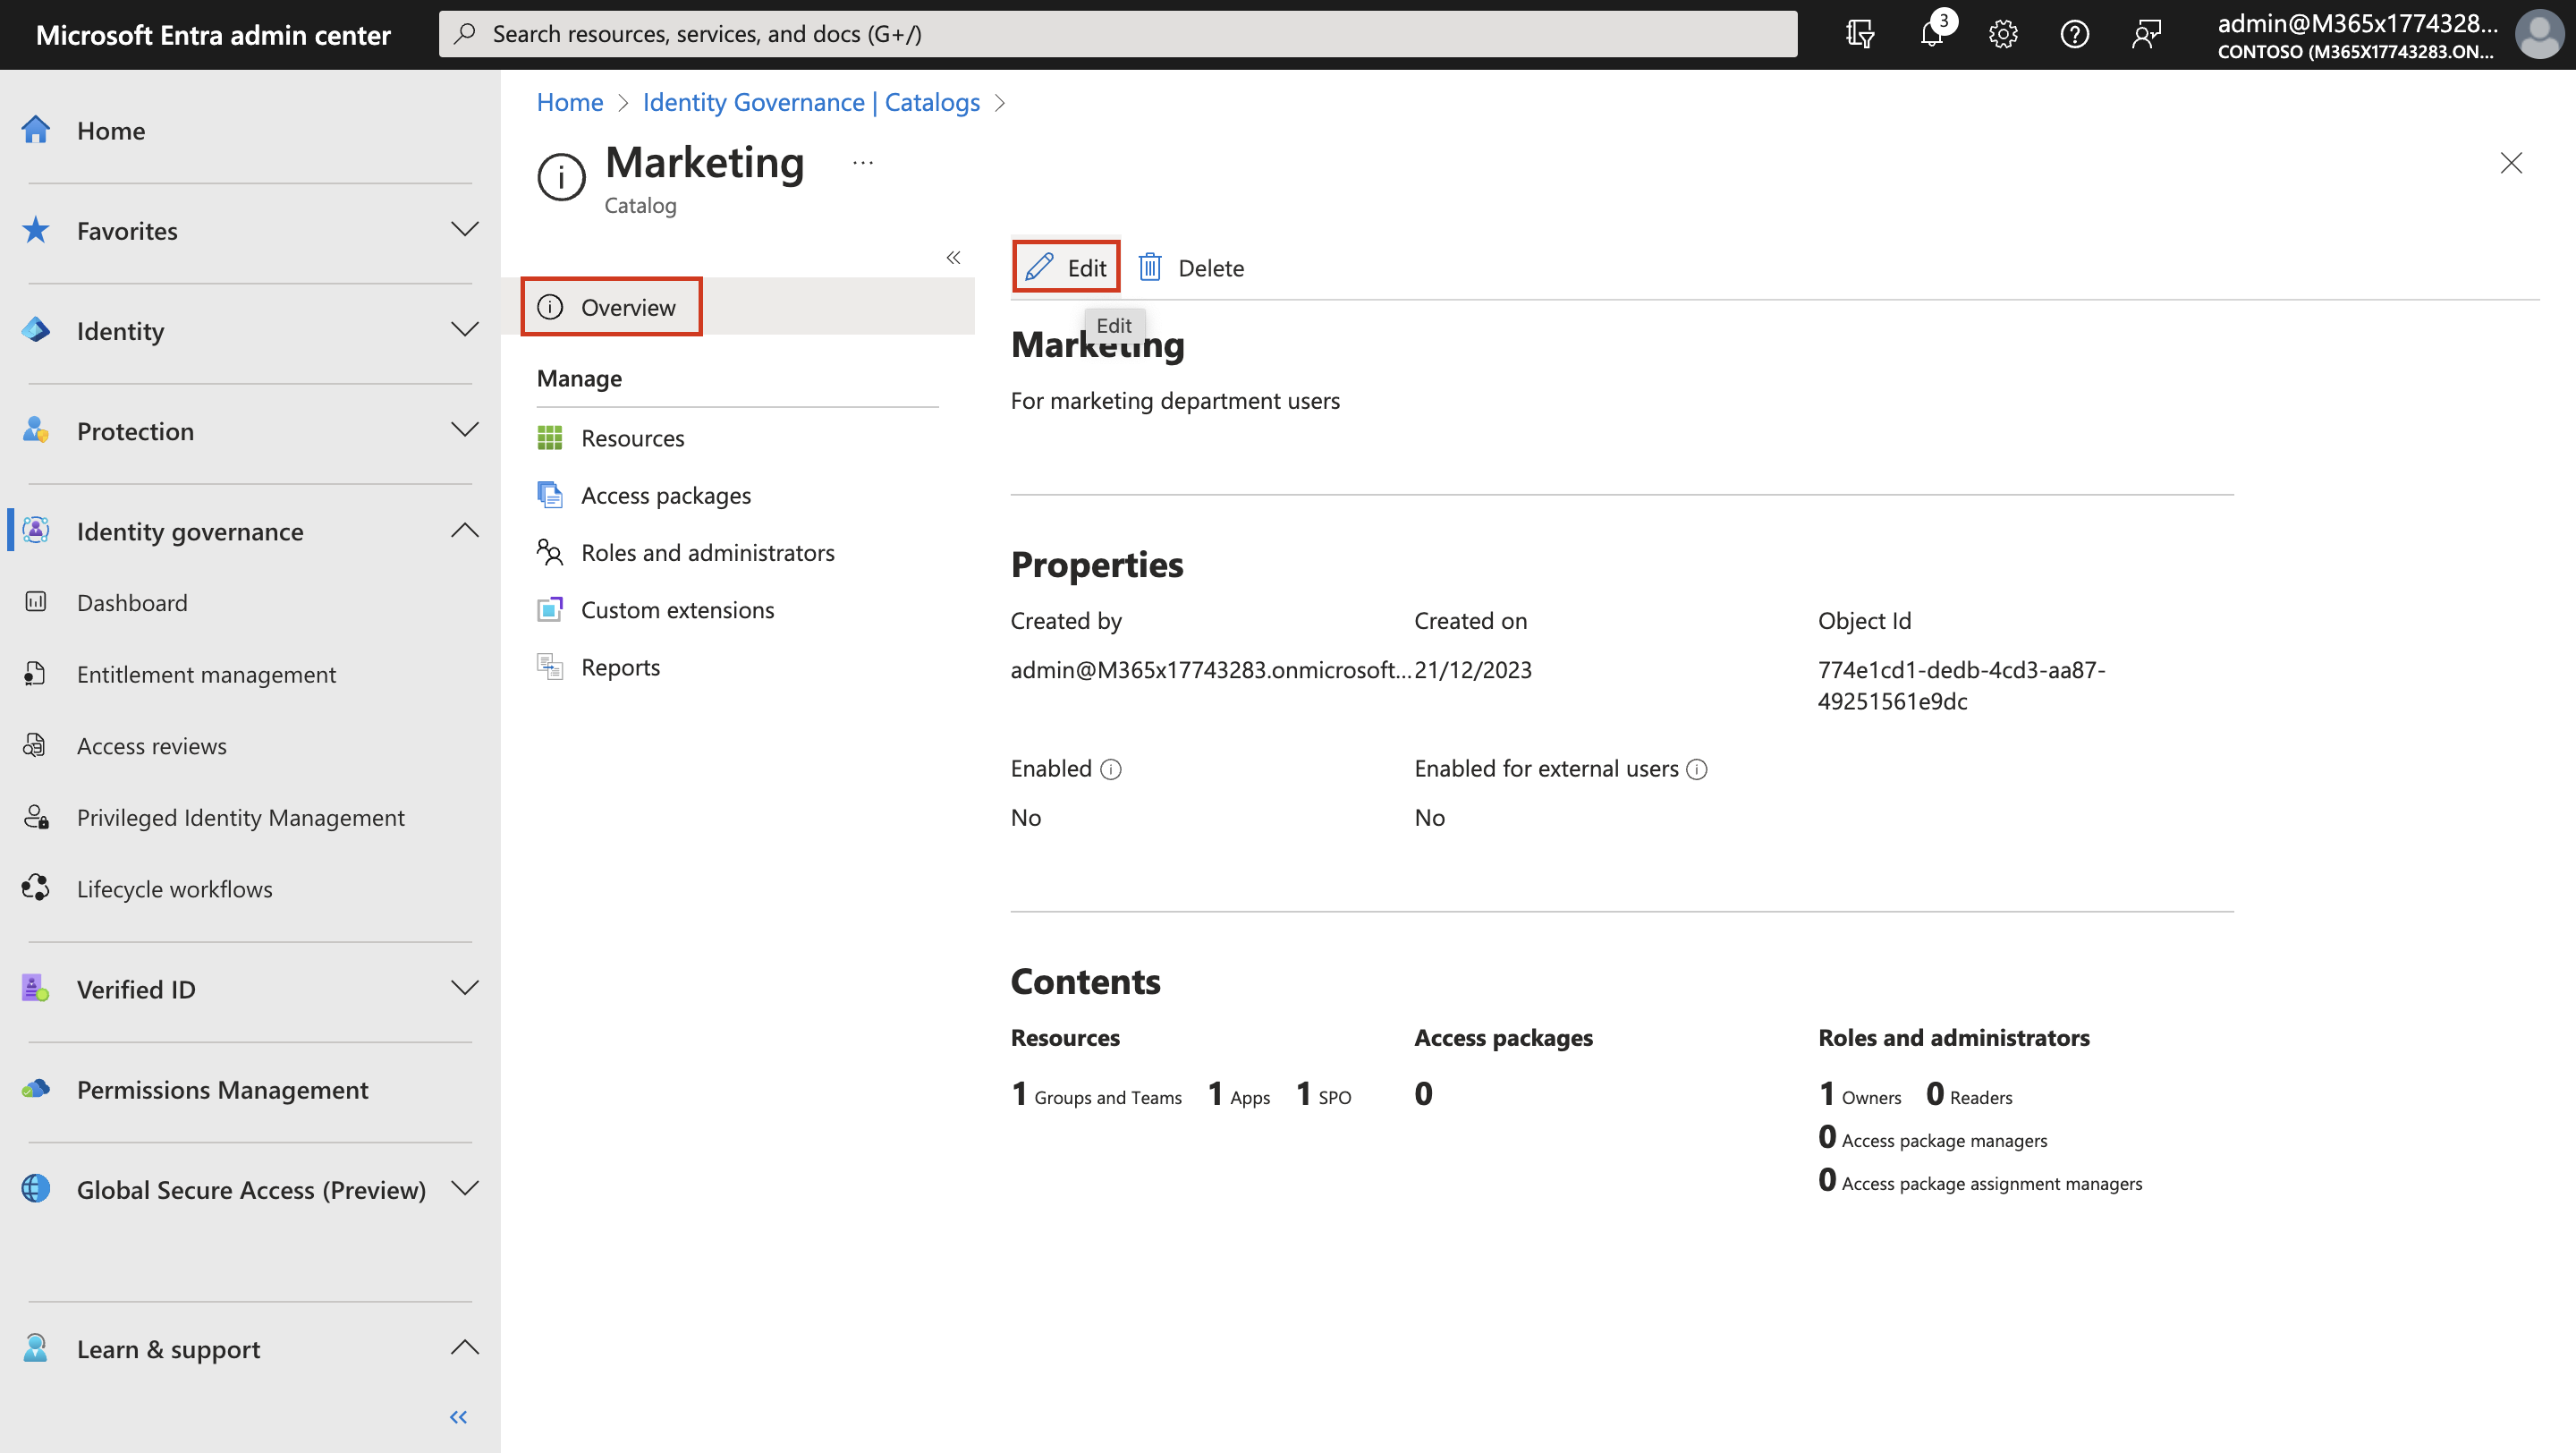 Microsoft Entra admin center
Search resources, services, and docs (G+/)
3
admin@M365x1774328...
CONTOSO (M365X17743283.ON...
Home
Favorites
Identity
Protection
Identity governance
Dashboard
Entitlement management
Access reviews
Privileged Identity Management
Lifecycle workflows
Verified ID
Permissions Management
Global Secure Access (Preview)
Learn & support
Home > Identity Governance | Catalogs >
Marketing ...
Catalog
Overview
Manage
Resources
Access packages
Roles and administrators
Custom extensions
Reports
Edit Delete
Edit
Marketing
For marketing department users
Properties
Created by Created on Object Id
admin@M365x17743283.onmicrosoft... 21/12/2023 774e1cd1-dedb-4cd3-aa87-
49251561e9dc
Enabled Enabled for external users
No No
Contents
Resources Access packages Roles and administrators
1 Groups and Teams 1 Apps 1 SPO 0 1 Owners 0 Readers
0 Access package managers
0 Access package assignment managers